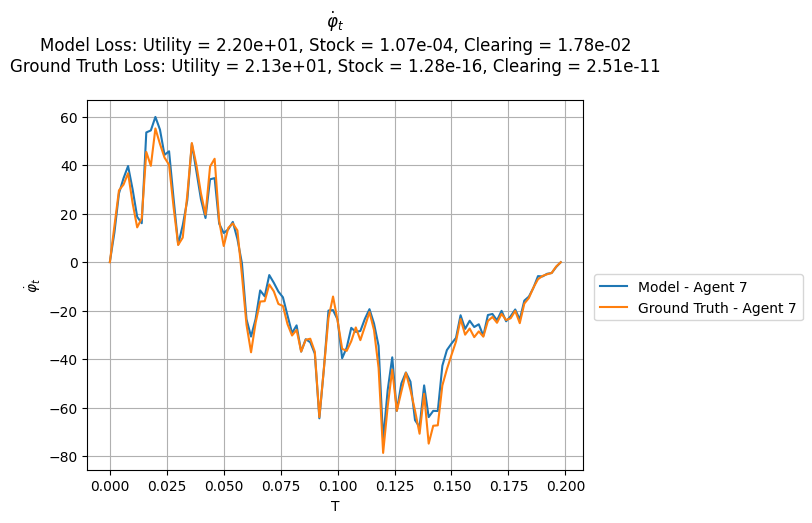 φ̇ₜ
Model Loss: Utility = 2.20e+01, Stock = 1.07e-04, Clearing = 1.78e-02
Ground Truth Loss: Utility = 2.13e+01, Stock = 1.28e-16, Clearing = 2.51e-11
60
40
20
0
−20
−40
−60
−80
φ̇ₜ
0.000 0.025 0.050 0.075 0.100 0.125 0.150 0.175 0.200
T
Model - Agent 7
Ground Truth - Agent 7